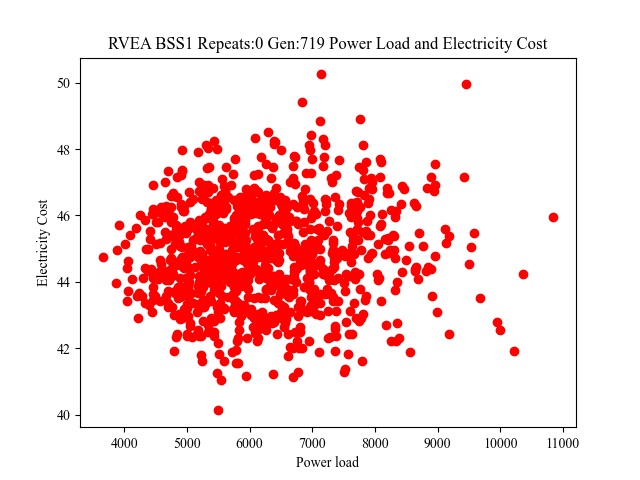 RVEA BSS1 Repeats:0 Gen:719 Power Load and Electricity Cost
50
48
46
44
42
40
Electricity Cost
4000 5000 6000 7000 8000 9000 10000 11000
Power load